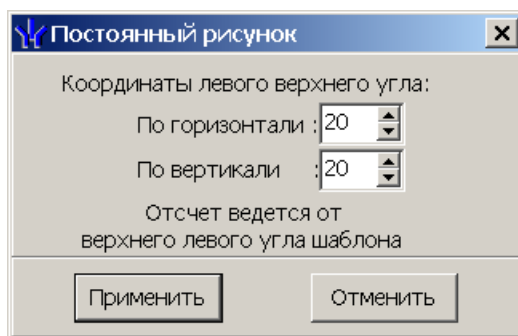 Постоянный рисунок
Координаты левого верхнего угла:
По горизонтали : 20
По вертикали : 20
Отсчет ведется от
верхнего левого угла шаблона
Применить Отменить